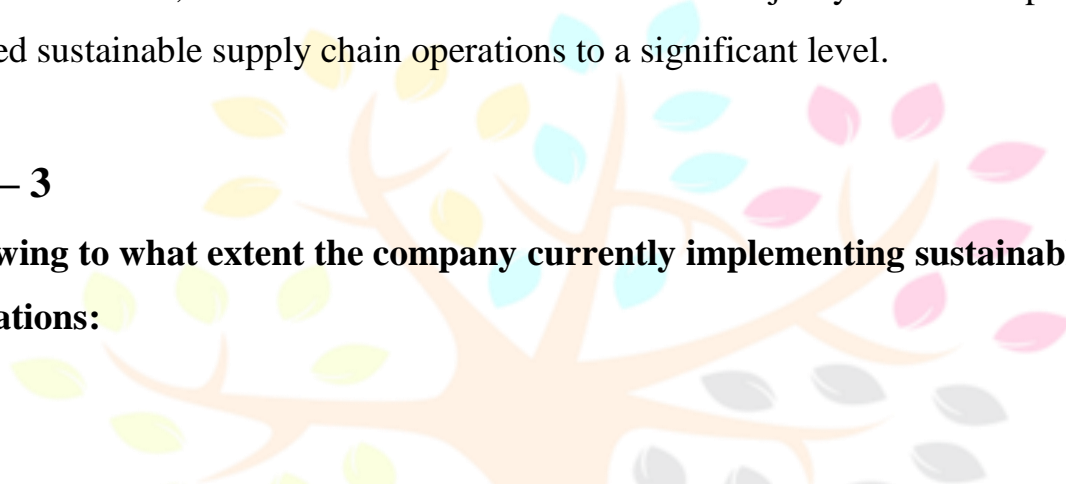 ed sustainable supply chain operations to a significant level.
– 3
wing to what extent the company currently implementing sustainab
ations: